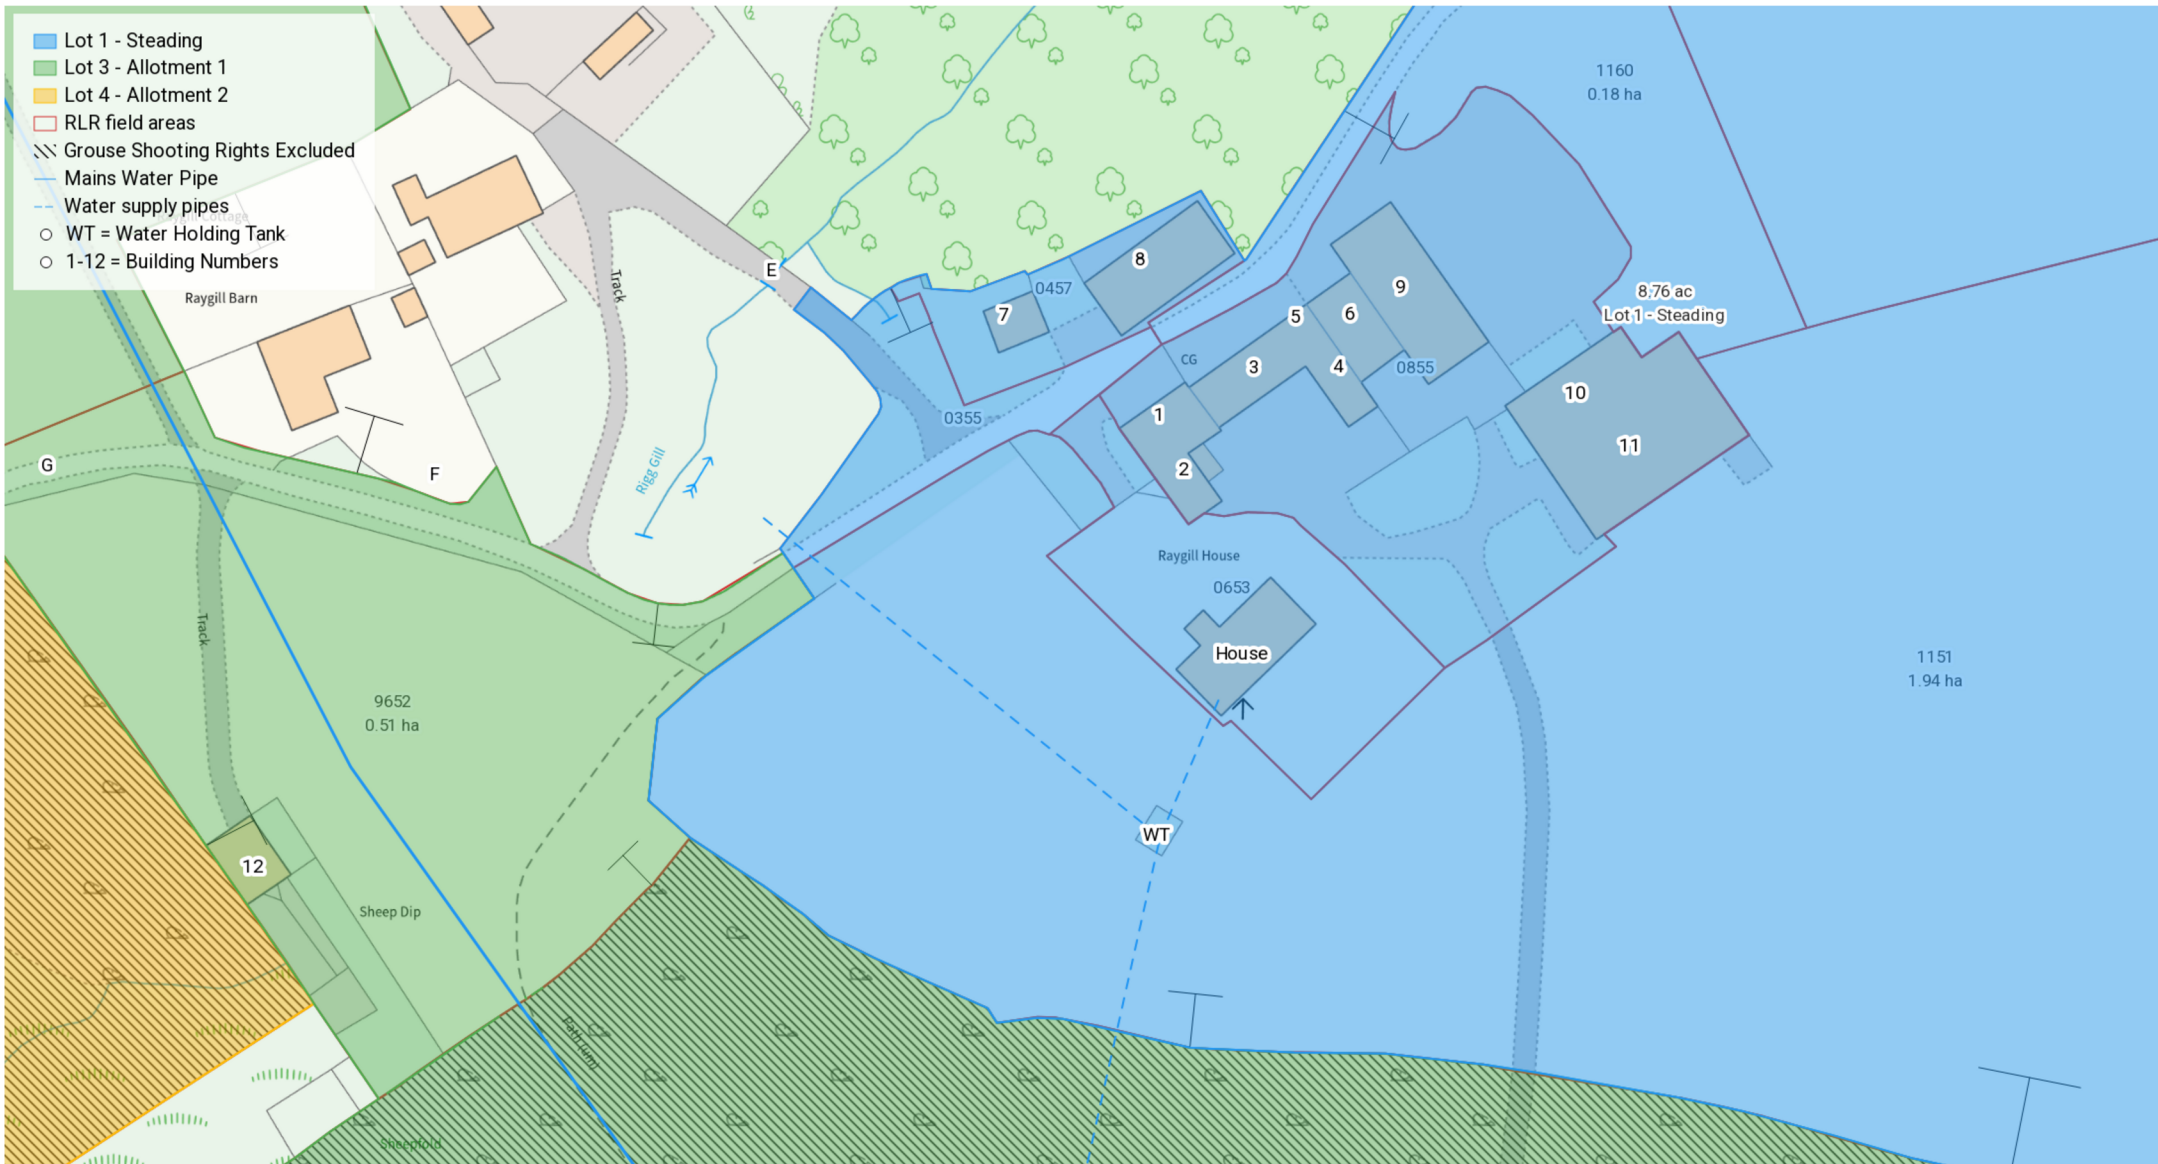 Lot 1 - Steading
Lot 3 - Allotment 1
Lot 4 - Allotment 2
RLR field areas
Grouse Shooting Rights Excluded
Mains Water Pipe
Water supply pipes
WT = Water Holding Tank
1-12 = Building Numbers
Raygill Cottage
Raygill Barn
1160
0.18 ha
E
Track
8
0457
7
9
5
6
8.76 ac
Lot 1 - Steading
CG
3
4
0855
10
1
0355
11
2
G
F
Rigg Gill
Raygill House
0653
House
Track
9652
0.51 ha
1151
1.94 ha
WT
12
Sheep Dip
Path (um)
Sheepfold